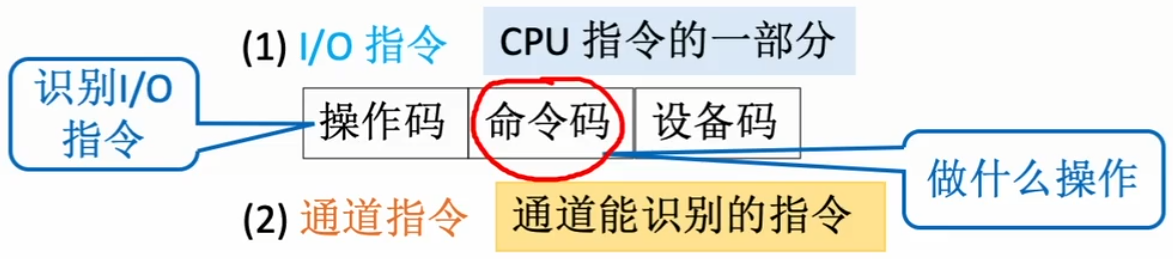 (1) I/O 指令 CPU 指令的一部分
识别I/O
指令
操作码 命令码 设备码
做什么操作
(2) 通道指令 通道能识别的指令